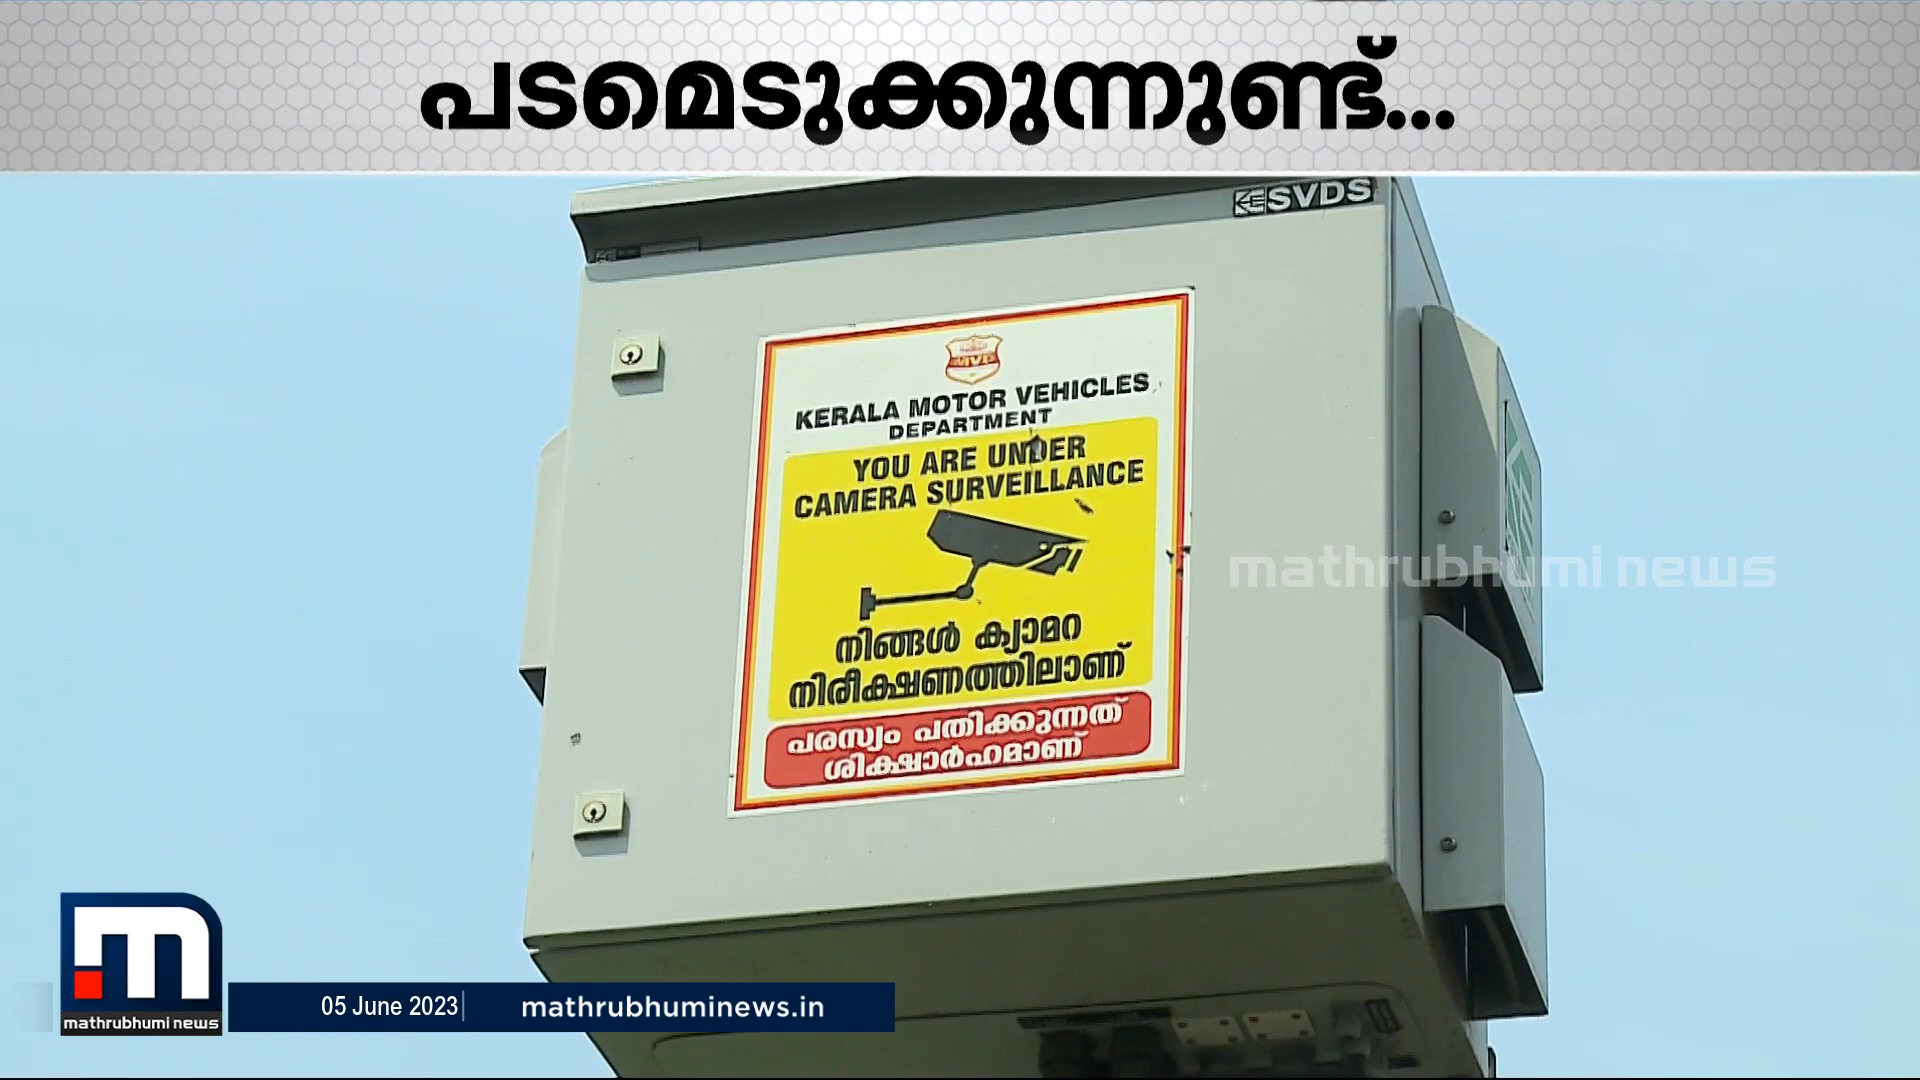 പടമെടുക്കുന്നുണ്ട്...
SVDS
MVD
KERALA MOTOR VEHICLES
DEPARTMENT
YOU ARE UNDER
CAMERA SURVEILLANCE
നിങ്ങൾ ക്യാമറ
നിരീക്ഷണത്തിലാണ്
പരസ്യം പതിക്കുന്നത്
ശിക്ഷാർഹമാണ്
mathrubhumi news
mathrubhumi news
05 June 2023
mathrubhuminews.in